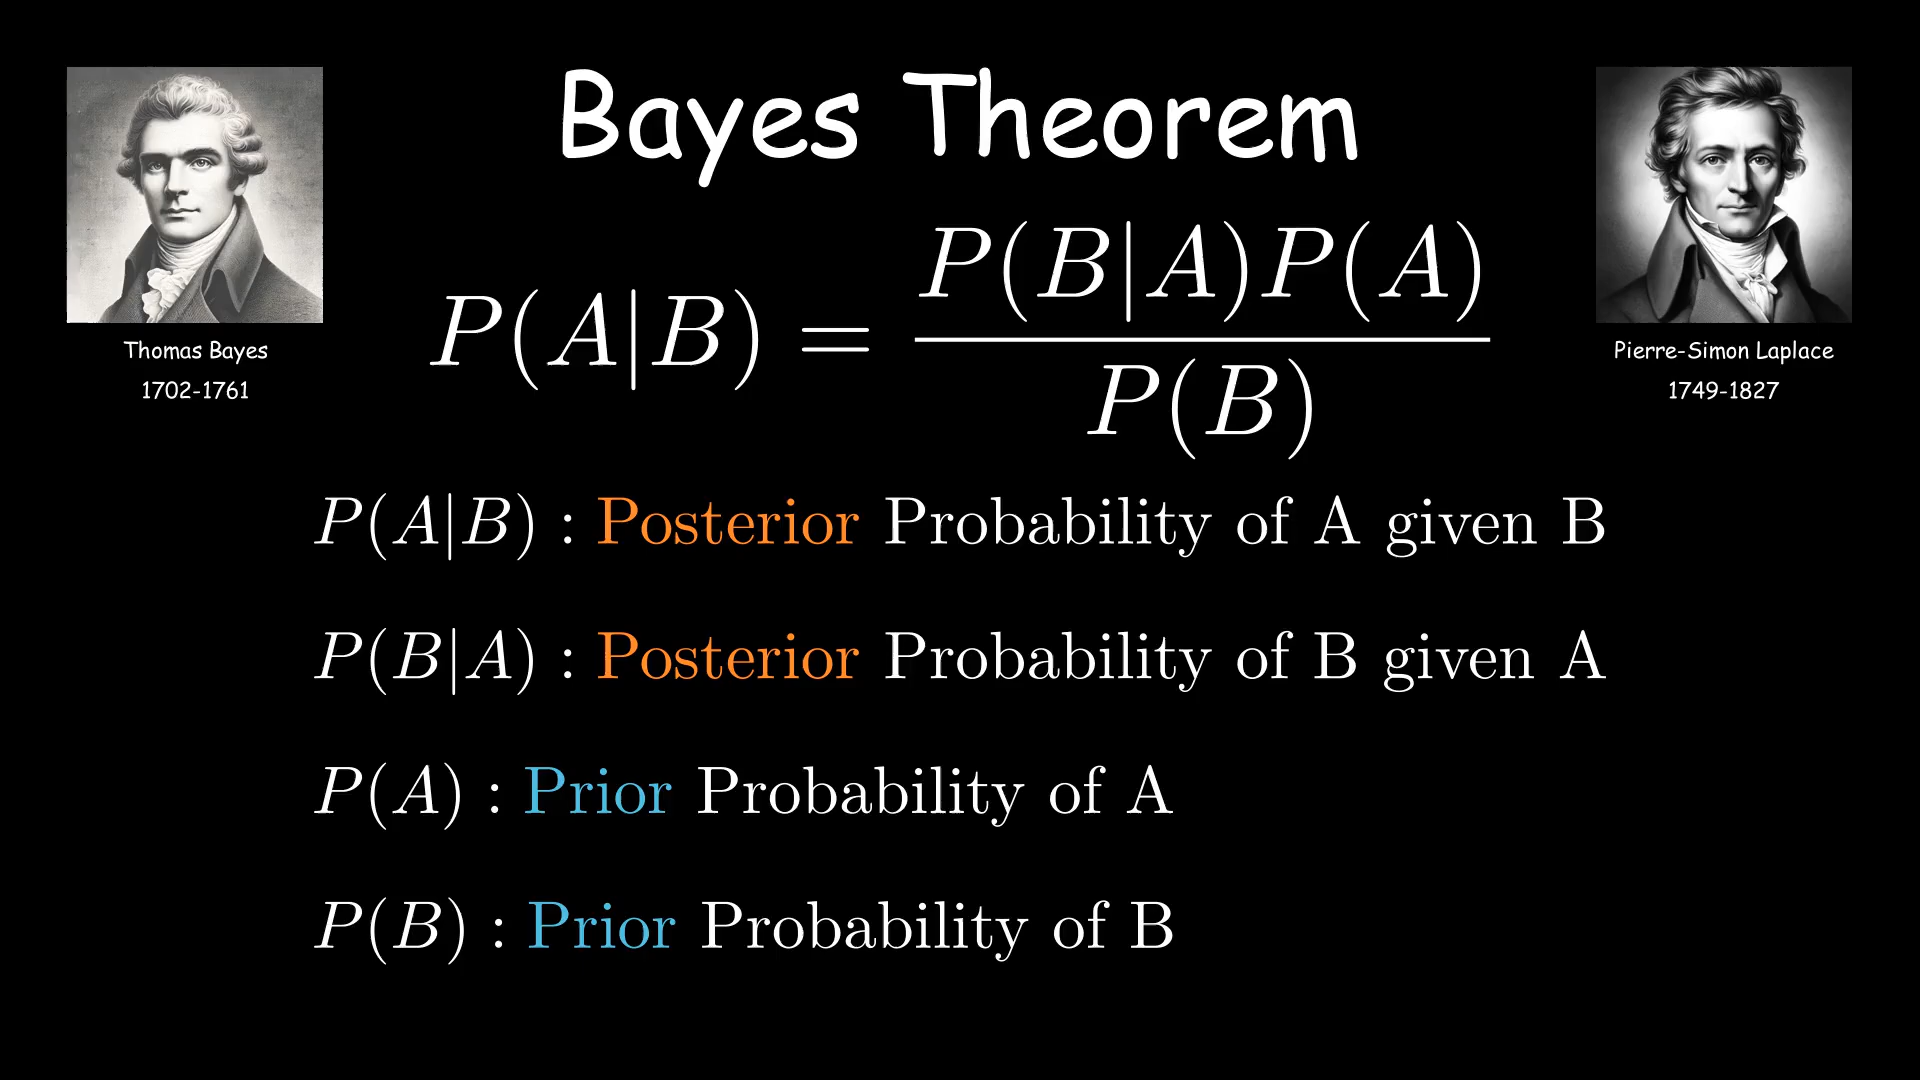 Bayes Theorem
Thomas Bayes
1702-1761
P(A|B) = P(B|A)P(A) / P(B)
Pierre-Simon Laplace
1749-1827
P(A|B) : Posterior Probability of A given B
P(B|A) : Posterior Probability of B given A
P(A) : Prior Probability of A
P(B) : Prior Probability of B